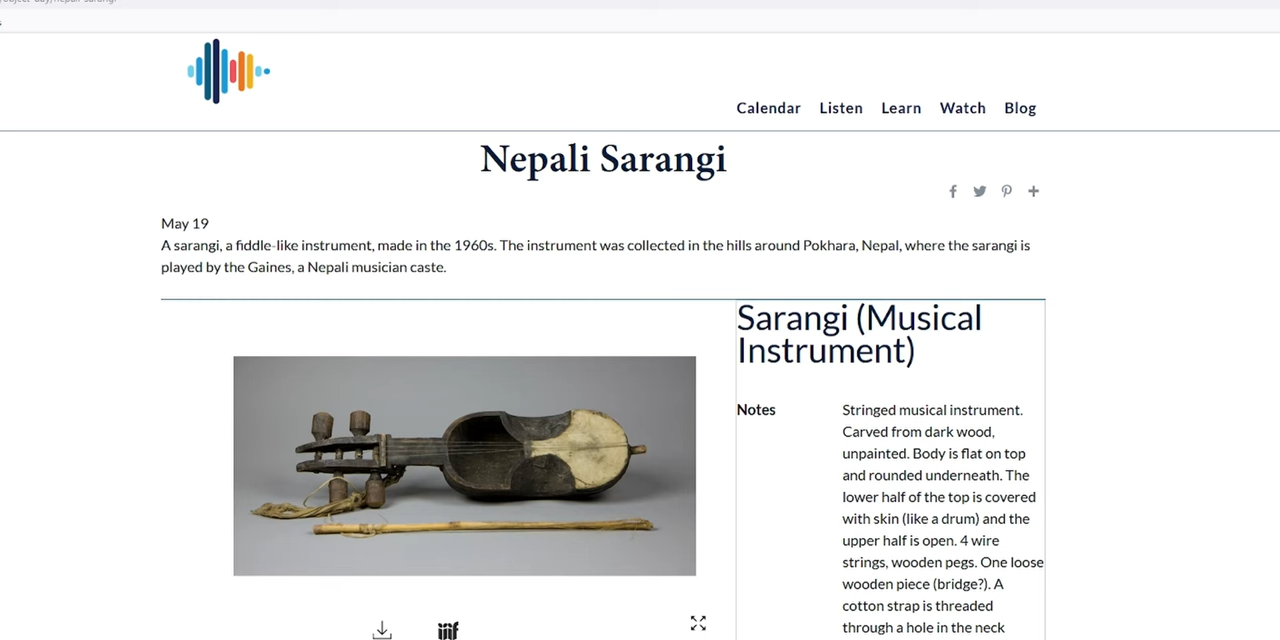 Calendar Listen Learn Watch Blog
Nepali Sarangi
May 19
A sarangi, a fiddle-like instrument, made in the 1960s. The instrument was collected in the hills around Pokhara, Nepal, where the sarangi is
played by the Gaines, a Nepali musician caste.
Sarangi (Musical
Instrument)
Notes
Stringed musical instrument.
Carved from dark wood,
unpainted. Body is flat on top
and rounded underneath. The
lower half of the top is covered
with skin (like a drum) and the
upper half is open. 4 wire
strings, wooden pegs. One loose
wooden piece (bridge?). A
cotton strap is threaded
through a hole in the neck
iiif